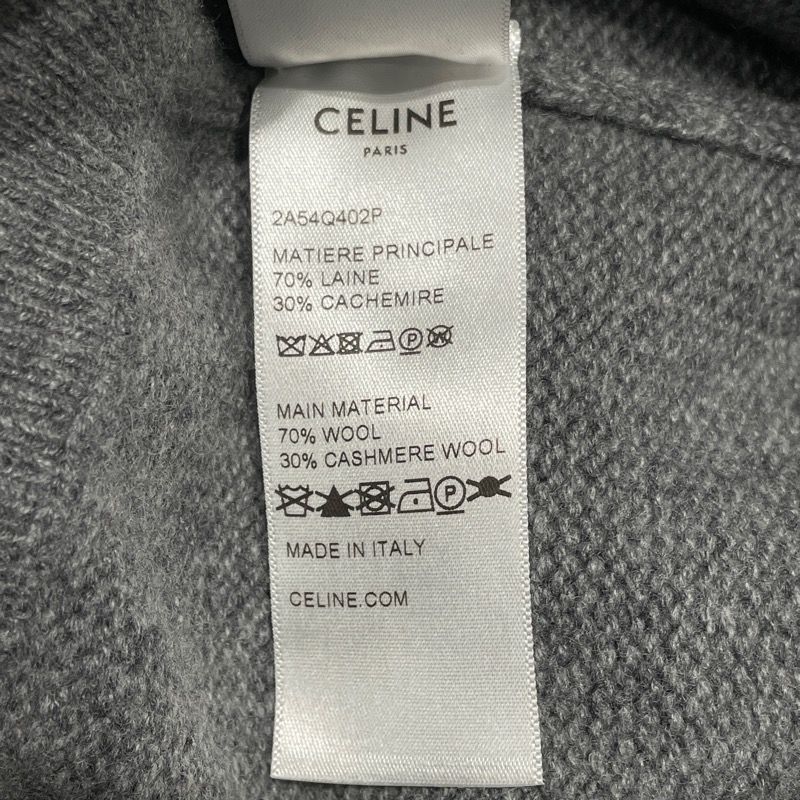 CELINE
PARIS
2A54Q402P
MATIERE PRINCIPALE
70% LAINE
30% CACHEMIRE
P
MAIN MATERIAL
70% WOOL
30% CASHMERE WOOL
P
MADE IN ITALY
CELINE.COM